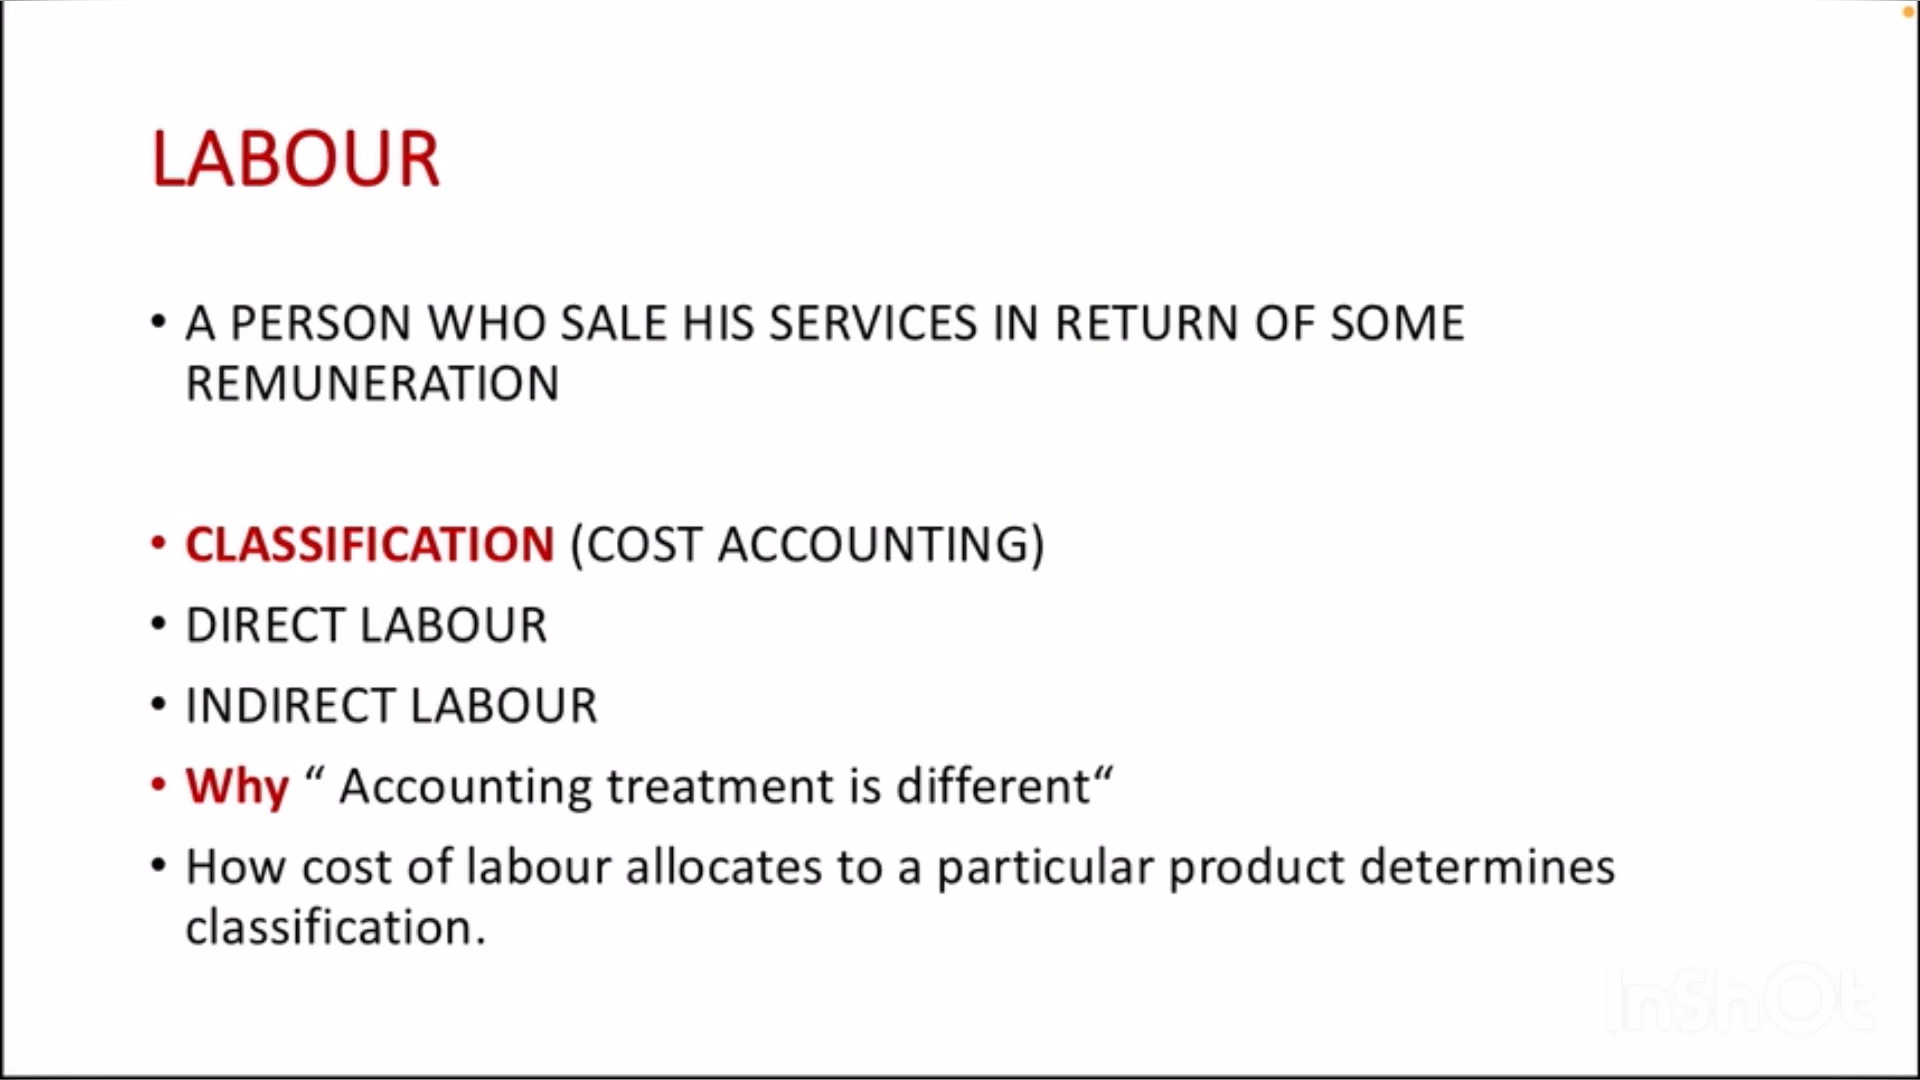 LABOUR
• A PERSON WHO SALE HIS SERVICES IN RETURN OF SOME
REMUNERATION
• CLASSIFICATION (COST ACCOUNTING)
• DIRECT LABOUR
• INDIRECT LABOUR
• Why “ Accounting treatment is different“
• How cost of labour allocates to a particular product determines
classification.
InShOt